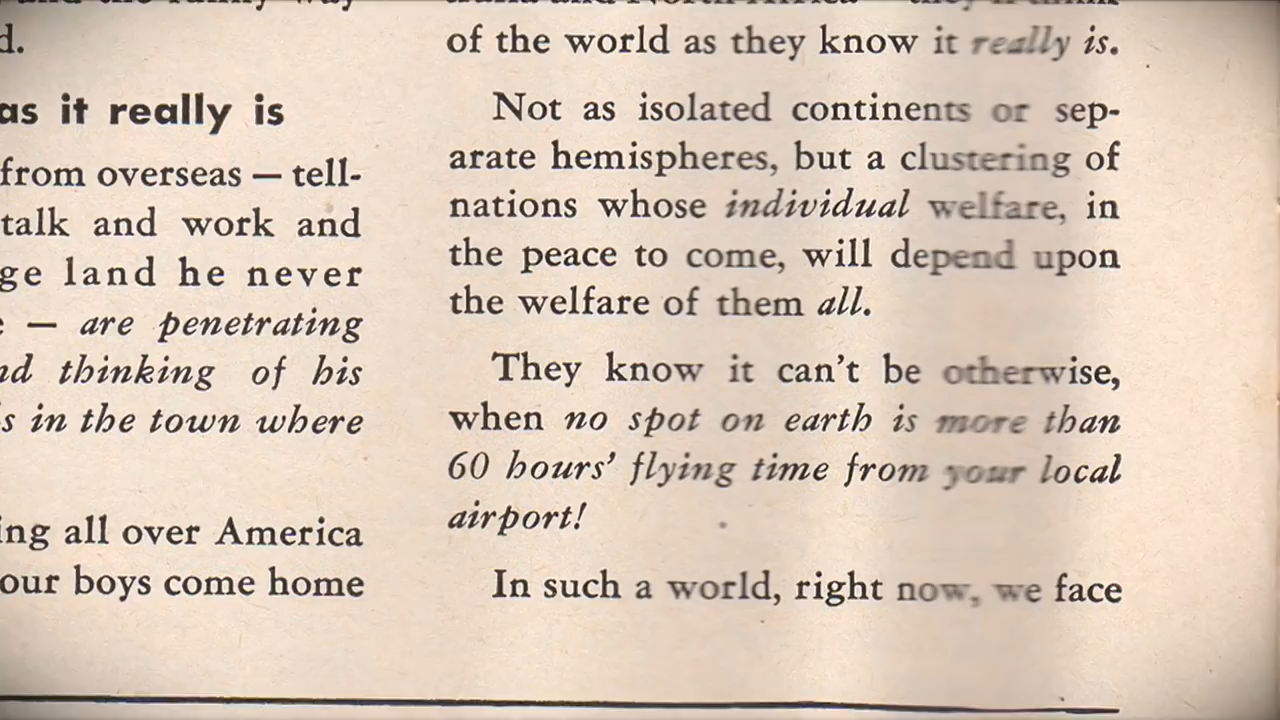 d.
as it really is
from overseas — tell-
talk and work and
ge land he never
— are penetrating
nd thinking of his
s in the town where
ing all over America
our boys come home
of the world as they know it really is.
Not as isolated continents or sep-
arate hemispheres, but a clustering of
nations whose individual welfare, in
the peace to come, will depend upon
the welfare of them all.
They know it can't be otherwise,
when no spot on earth is more than
60 hours' flying time from your local
airport!
In such a world, right now, we face